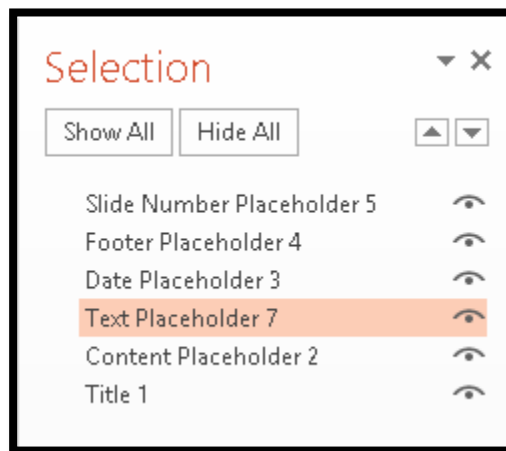 Selection
Show All Hide All
Slide Number Placeholder 5
Footer Placeholder 4
Date Placeholder 3
Text Placeholder 7
Content Placeholder 2
Title 1